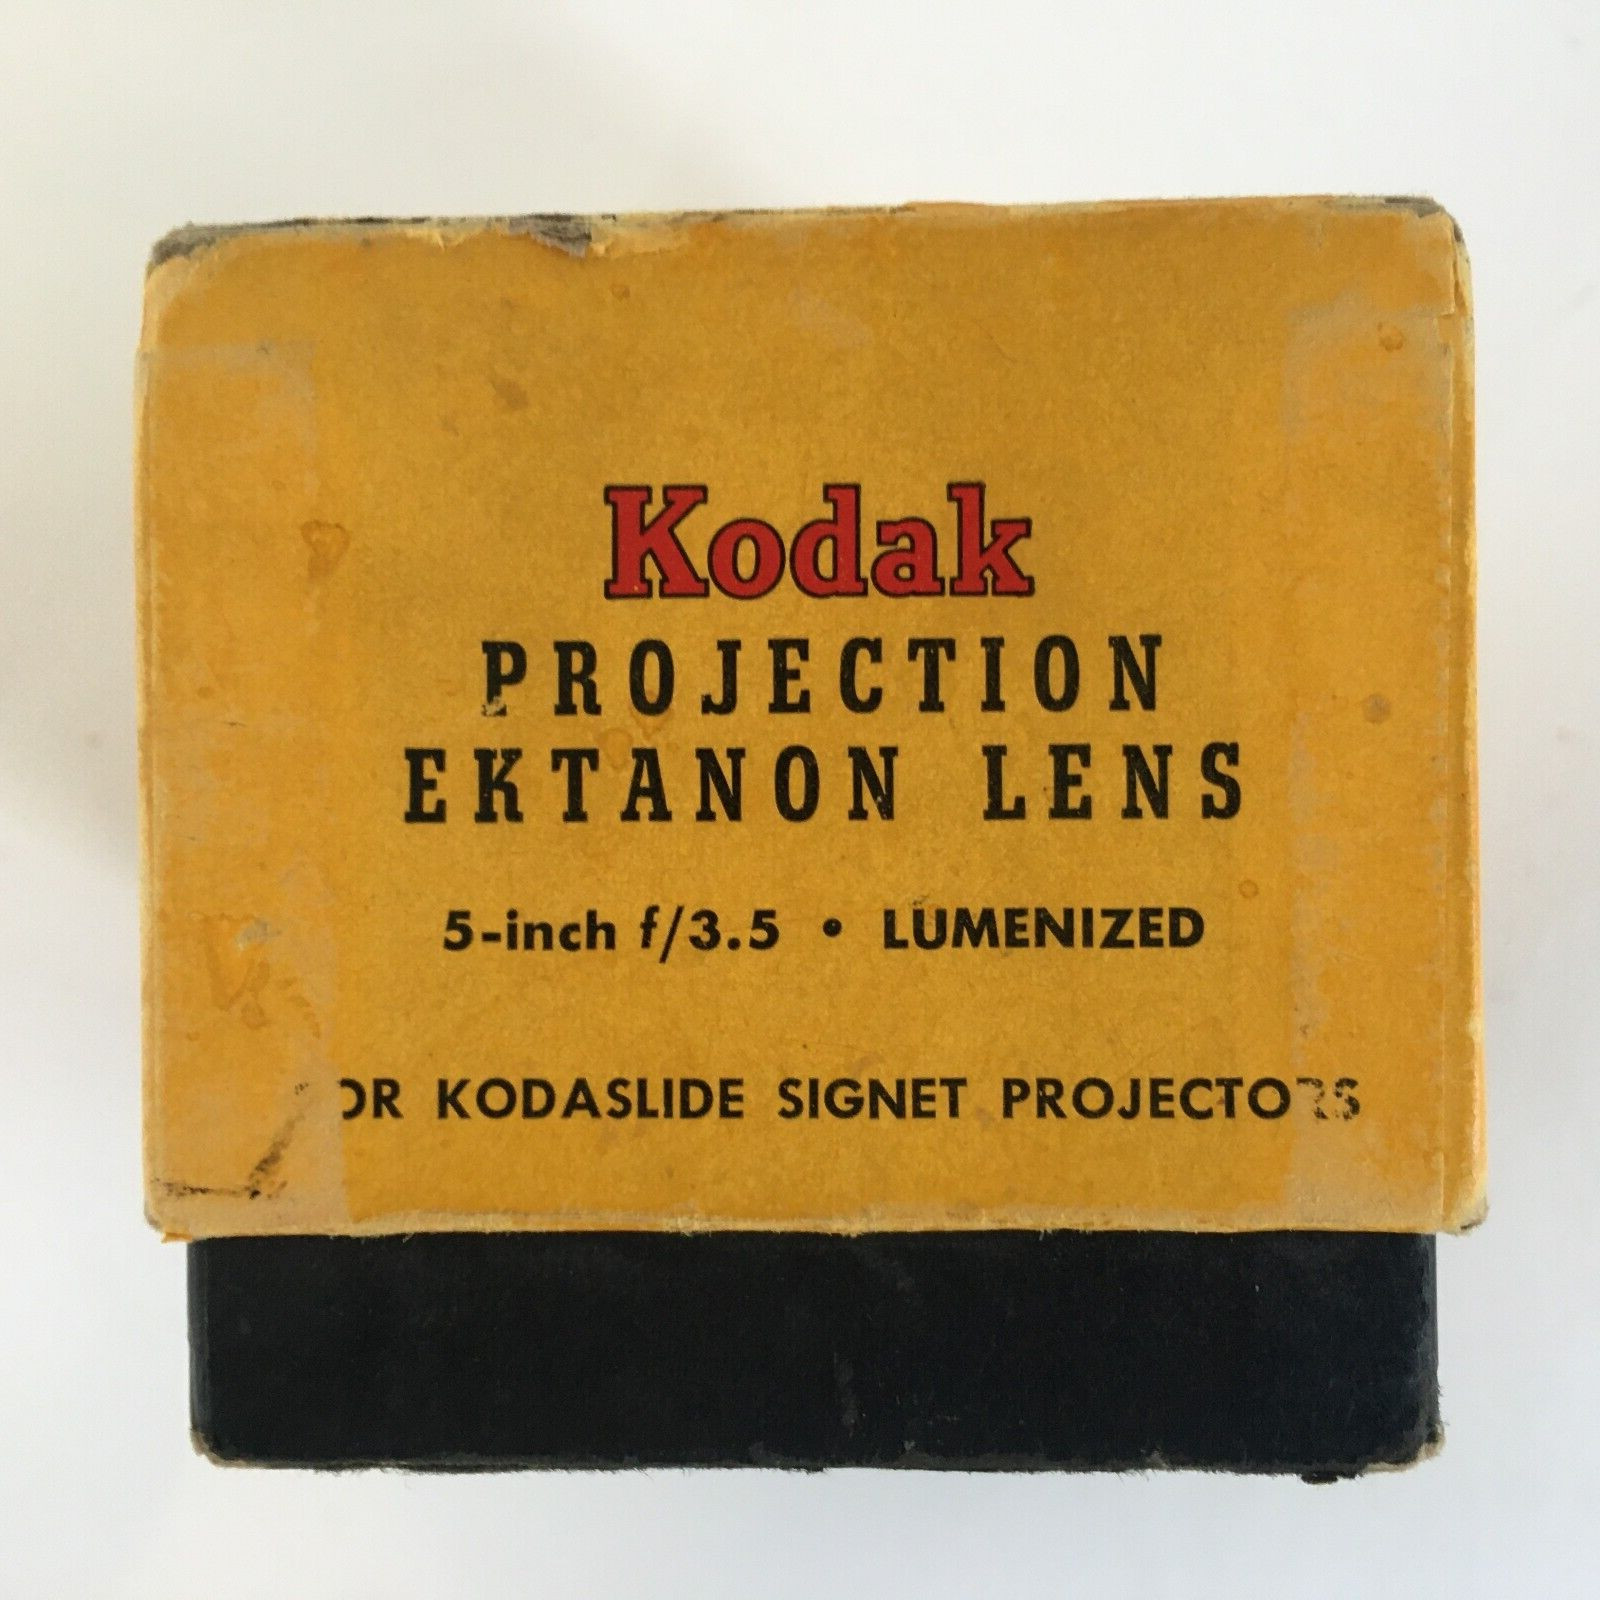 Kodak
PROJECTION
EKTANON LENS
5-inch f/3.5 • LUMENIZED
OR KODASLIDE SIGNET PROJECTORS